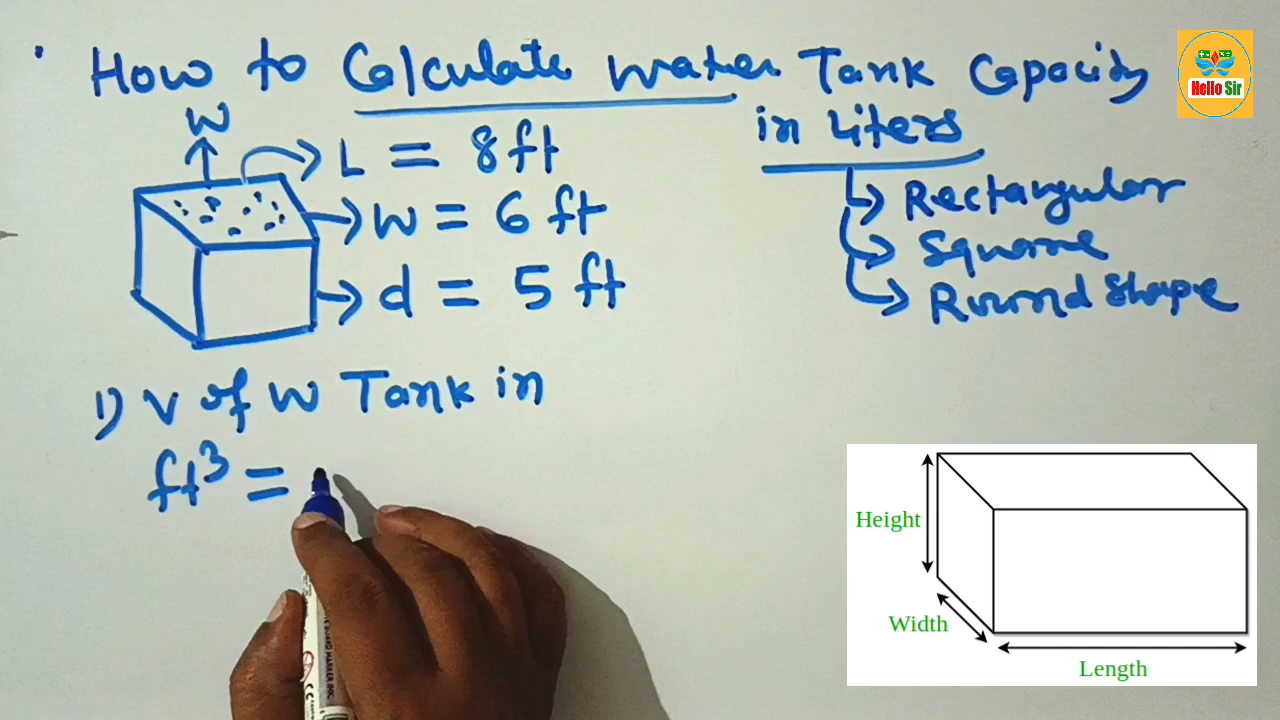 How to Calculate water Tank Capacity
in liters
Hello Sir
W
L = 8 ft
W = 6 ft
d = 5 ft
Rectangular
Square
Round Shape
1) V of W Tank in
ft³ =
Height
Width
Length